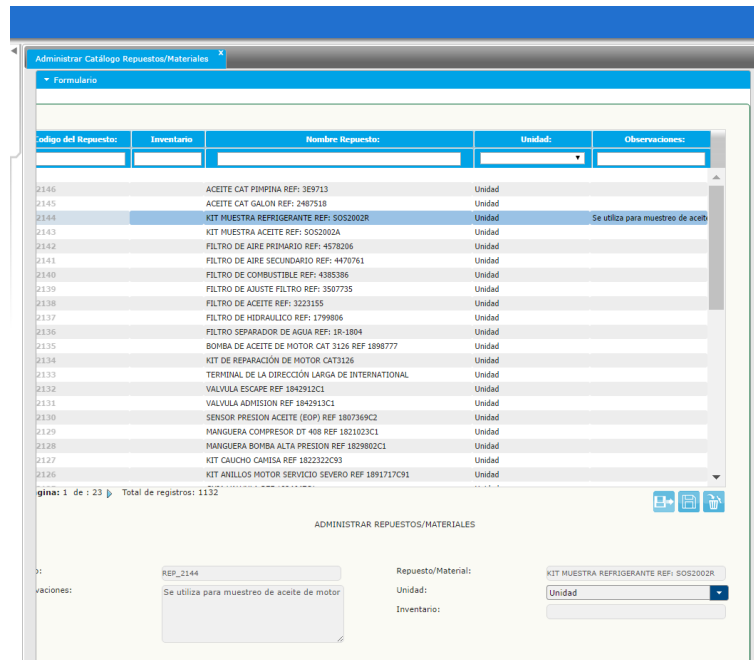 Administrar Catálogo Repuestos/Materiales x
Formulario
Codigo del Repuesto: Inventario Nombre Repuesto: Unidad: Observaciones:
2146 ACEITE CAT PIMPINA REF: 3E9713 Unidad
2145 ACEITE CAT GALON REF: 2487518 Unidad
2144 KIT MUESTRA REFRIGERANTE REF: SOS2002R Unidad Se utiliza para muestreo de aceite
2143 KIT MUESTRA ACEITE REF: SOS2002A Unidad
2142 FILTRO DE AIRE PRIMARIO REF: 4578206 Unidad
2141 FILTRO DE AIRE SECUNDARIO REF: 4470761 Unidad
2140 FILTRO DE COMBUSTIBLE REF: 4385386 Unidad
2139 FILTRO DE AJUSTE FILTRO REF: 3507735 Unidad
2138 FILTRO DE ACEITE REF: 3223155 Unidad
2137 FILTRO DE HIDRAULICO REF: 1799806 Unidad
2136 FILTRO SEPARADOR DE AGUA REF: 1R-1804 Unidad
2135 BOMBA DE ACEITE DE MOTOR CAT 3126 REF 1898777 Unidad
2134 KIT DE REPARACIÓN DE MOTOR CAT3126 Unidad
2133 TERMINAL DE LA DIRECCIÓN LARGA DE INTERNATIONAL Unidad
2132 VALVULA ESCAPE REF 1842912C1 Unidad
2131 VALVULA ADMISION REF 1842913C1 Unidad
2130 SENSOR PRESION ACEITE (EOP) REF 1807369C2 Unidad
2129 MANGUERA COMPRESOR DT 408 REF 1821023C1 Unidad
2128 MANGUERA BOMBA ALTA PRESION REF 1829802C1 Unidad
2127 KIT CAUCHO CAMISA REF 1822322C93 Unidad
2126 KIT ANILLOS MOTOR SERVICIO SEVERO REF 1891717C91 Unidad
gina: 1 de : 23 Total de registros: 1132
ADMINISTRAR REPUESTOS/MATERIALES
o: REP_2144 Repuesto/Material: KIT MUESTRA REFRIGERANTE REF: SOS2002R
vaciones: Se utiliza para muestreo de aceite de motor Unidad: Unidad
Inventario: